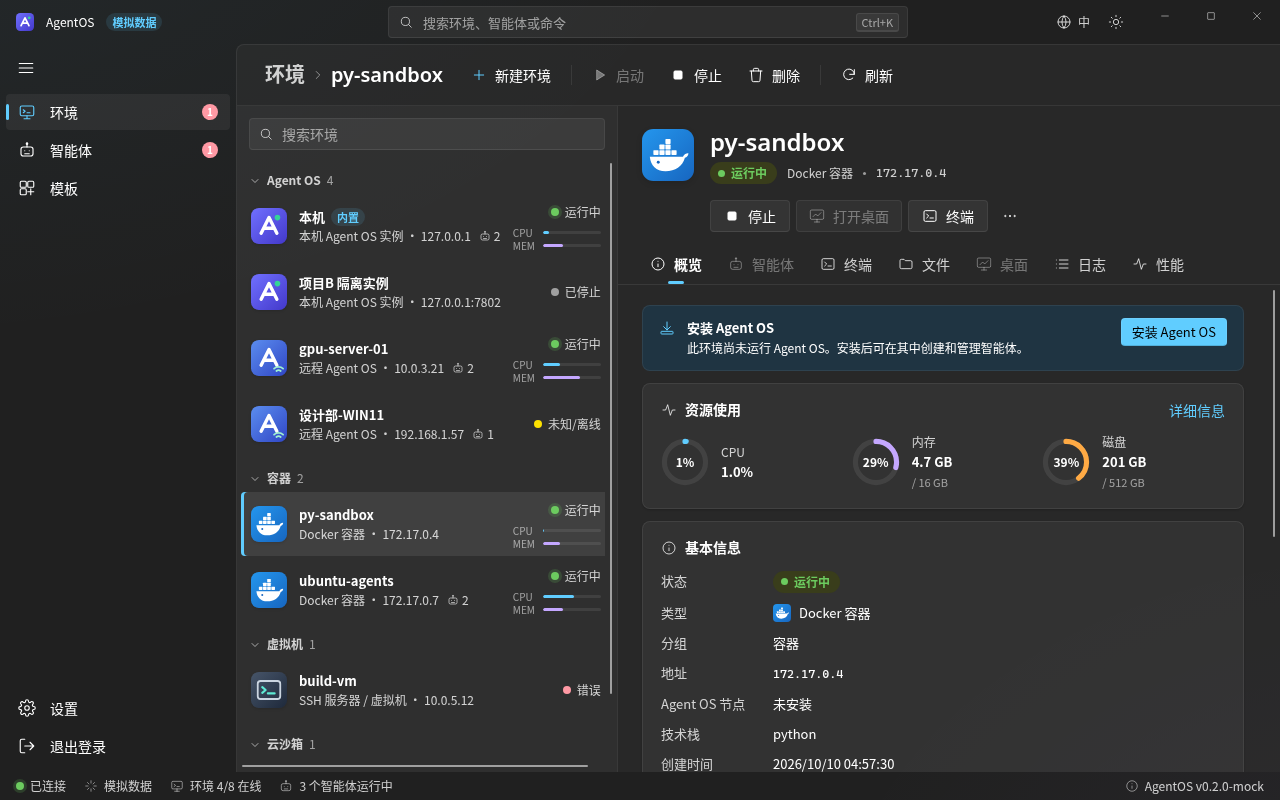 AgentOS 模拟数据
搜索环境、智能体或命令 Ctrl+K
中
环境 1
智能体 1
模板
设置
退出登录
环境 › py-sandbox
新建环境 启动 停止 删除 刷新
搜索环境
Agent OS 4
本机 内置 运行中
本机 Agent OS 实例 • 127.0.0.1 2
CPU
MEM
项目B 隔离实例
本机 Agent OS 实例 • 127.0.0.1:7802
已停止
gpu-server-01 运行中
远程 Agent OS • 10.0.3.21 2
CPU
MEM
设计部-WIN11
远程 Agent OS • 192.168.1.57 1
未知/离线
容器 2
py-sandbox 运行中
Docker 容器 • 172.17.0.4
CPU
MEM
ubuntu-agents 运行中
Docker 容器 • 172.17.0.7 2
CPU
MEM
虚拟机 1
build-vm
SSH 服务器 / 虚拟机 • 10.0.5.12
错误
云沙箱 1
py-sandbox
运行中 Docker 容器 • 172.17.0.4
停止 打开桌面 终端 ···
概览 智能体 终端 文件 桌面 日志 性能
安装 Agent OS
此环境尚未运行 Agent OS。安装后可在其中创建和管理智能体。
安装 Agent OS
资源使用 详细信息
1% CPU
1.0%
29% 内存
4.7 GB
/ 16 GB
39% 磁盘
201 GB
/ 512 GB
基本信息
状态 运行中
类型 Docker 容器
分组 容器
地址 172.17.0.4
Agent OS 节点 未安装
技术栈 python
创建时间 2026/10/10 04:57:30
已连接 模拟数据 环境 4/8 在线 3 个智能体运行中 AgentOS v0.2.0-mock